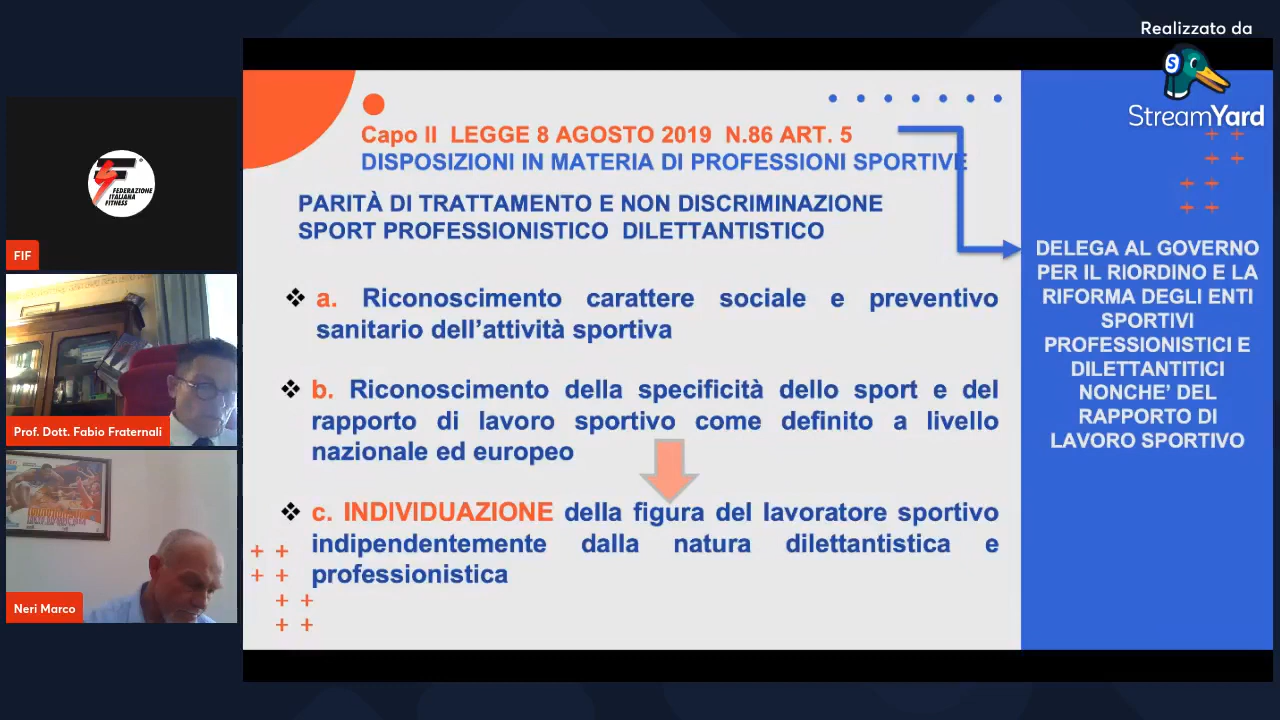 Realizzato da
StreamYard
FEDERAZIONE
ITALIANA
FITNESS
FIF
Prof. Dott. Fabio Fraternali
Neri Marco
Capo II LEGGE 8 AGOSTO 2019 N.86 ART. 5
DISPOSIZIONI IN MATERIA DI PROFESSIONI SPORTIVE
PARITÀ DI TRATTAMENTO E NON DISCRIMINAZIONE
SPORT PROFESSIONISTICO DILETTANTISTICO
a. Riconoscimento carattere sociale e preventivo
sanitario dell'attività sportiva
b. Riconoscimento della specificità dello sport e del
rapporto di lavoro sportivo come definito a livello
nazionale ed europeo
c. INDIVIDUAZIONE della figura del lavoratore sportivo
indipendentemente dalla natura dilettantistica e
professionistica
DELEGA AL GOVERNO
PER IL RIORDINO E LA
RIFORMA DEGLI ENTI
SPORTIVI
PROFESSIONISTICI E
DILETTANTITICI
NONCHE' DEL
RAPPORTO DI
LAVORO SPORTIVO